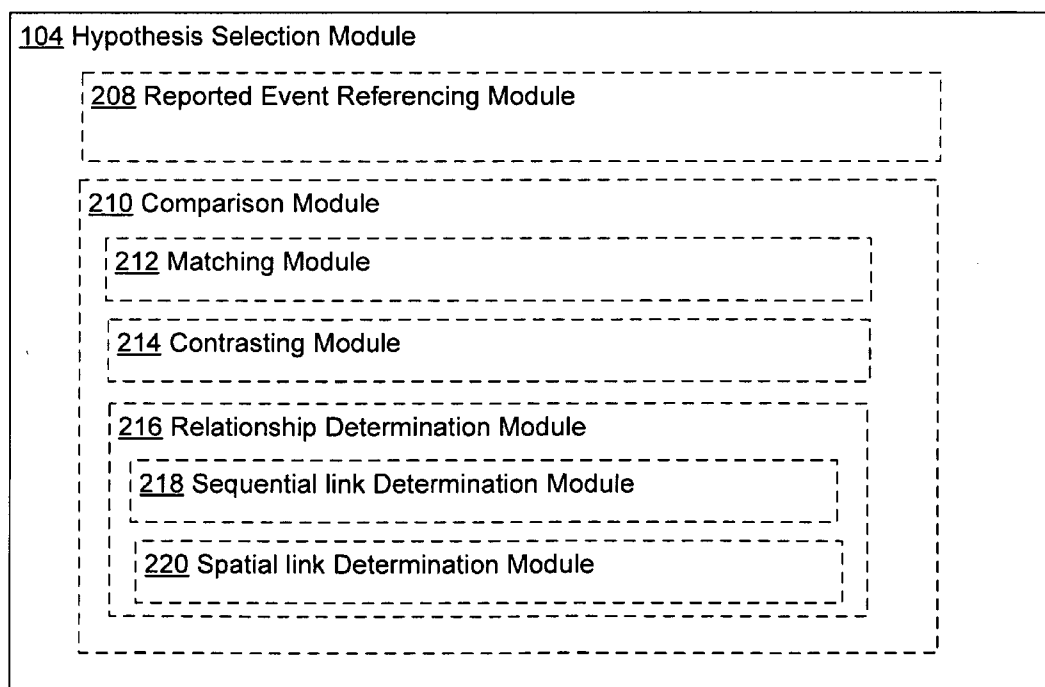 104 Hypothesis Selection Module
208 Reported Event Referencing Module
210 Comparison Module
212 Matching Module
214 Contrasting Module
216 Relationship Determination Module
218 Sequential link Determination Module
220 Spatial link Determination Module